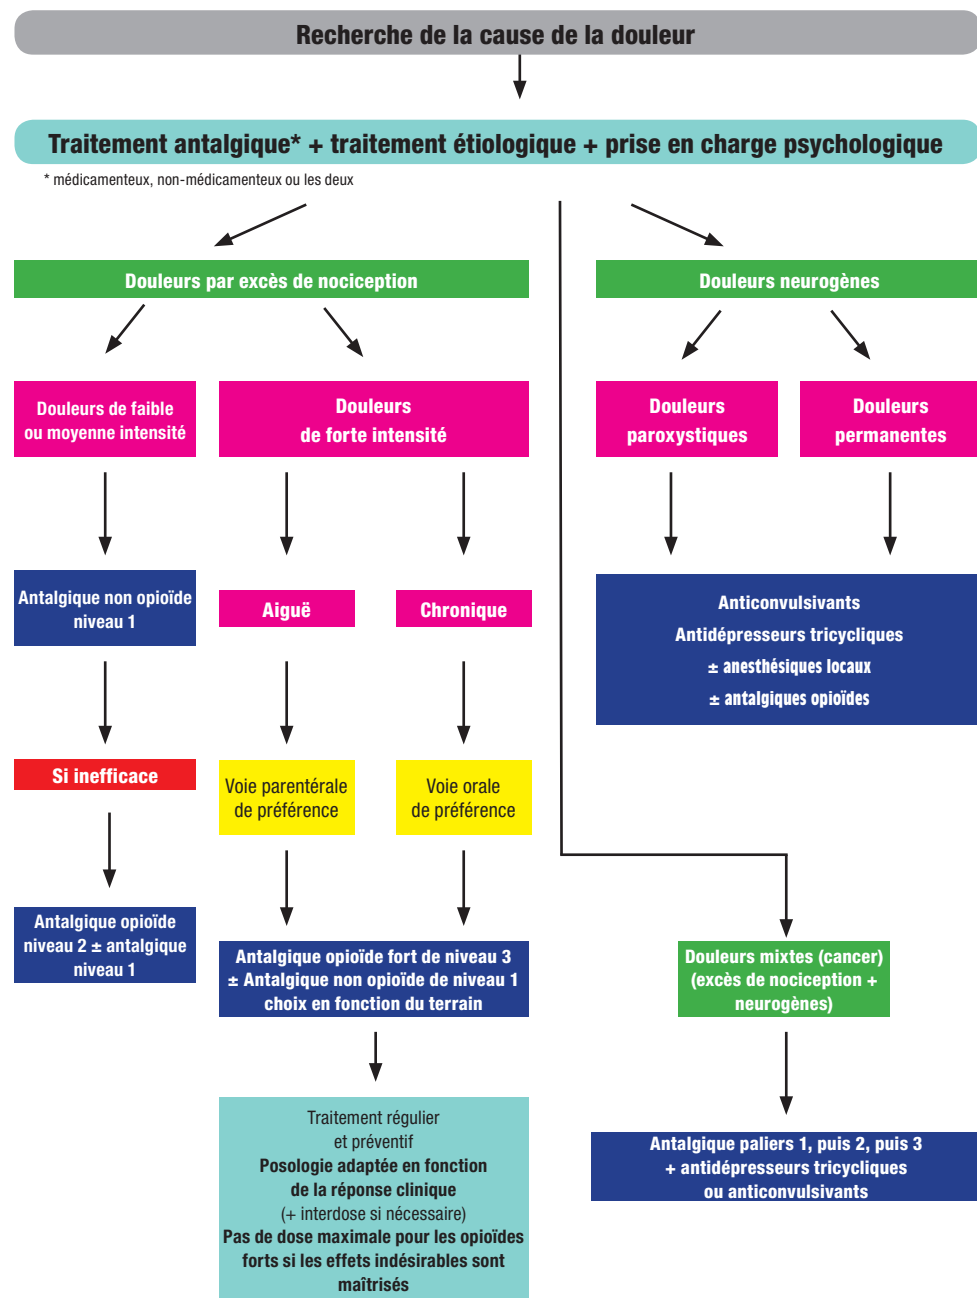 Recherche de la cause de la douleur
Traitement antalgique* + traitement étiologique + prise en charge psychologique
* médicamenteux, non-médicamenteux ou les deux
Douleurs par excès de nociception
Douleurs neurogènes
Douleurs de faible
ou moyenne intensité
Douleurs
de forte intensité
Douleurs
paroxystiques
Douleurs
permanentes
Antalgique non opioïde
niveau 1
Aiguë
Chronique
Anticonvulsivants
Antidépresseurs tricycliques
± anesthésiques locaux
± antalgiques opioïdes
Si inefficace
Voie parentérale
de préférence
Voie orale
de préférence
Antalgique opioïde
niveau 2 ± antalgique
niveau 1
Antalgique opioïde fort de niveau 3
± Antalgique non opioïde de niveau 1
choix en fonction du terrain
Douleurs mixtes (cancer)
(excès de nociception +
neurogènes)
Traitement régulier
et préventif
Posologie adaptée en fonction
de la réponse clinique
(+ interdose si nécessaire)
Pas de dose maximale pour les opioïdes
forts si les effets indésirables sont
maîtrisés
Antalgique paliers 1, puis 2, puis 3
+ antidépresseurs tricycliques
ou anticonvulsivants